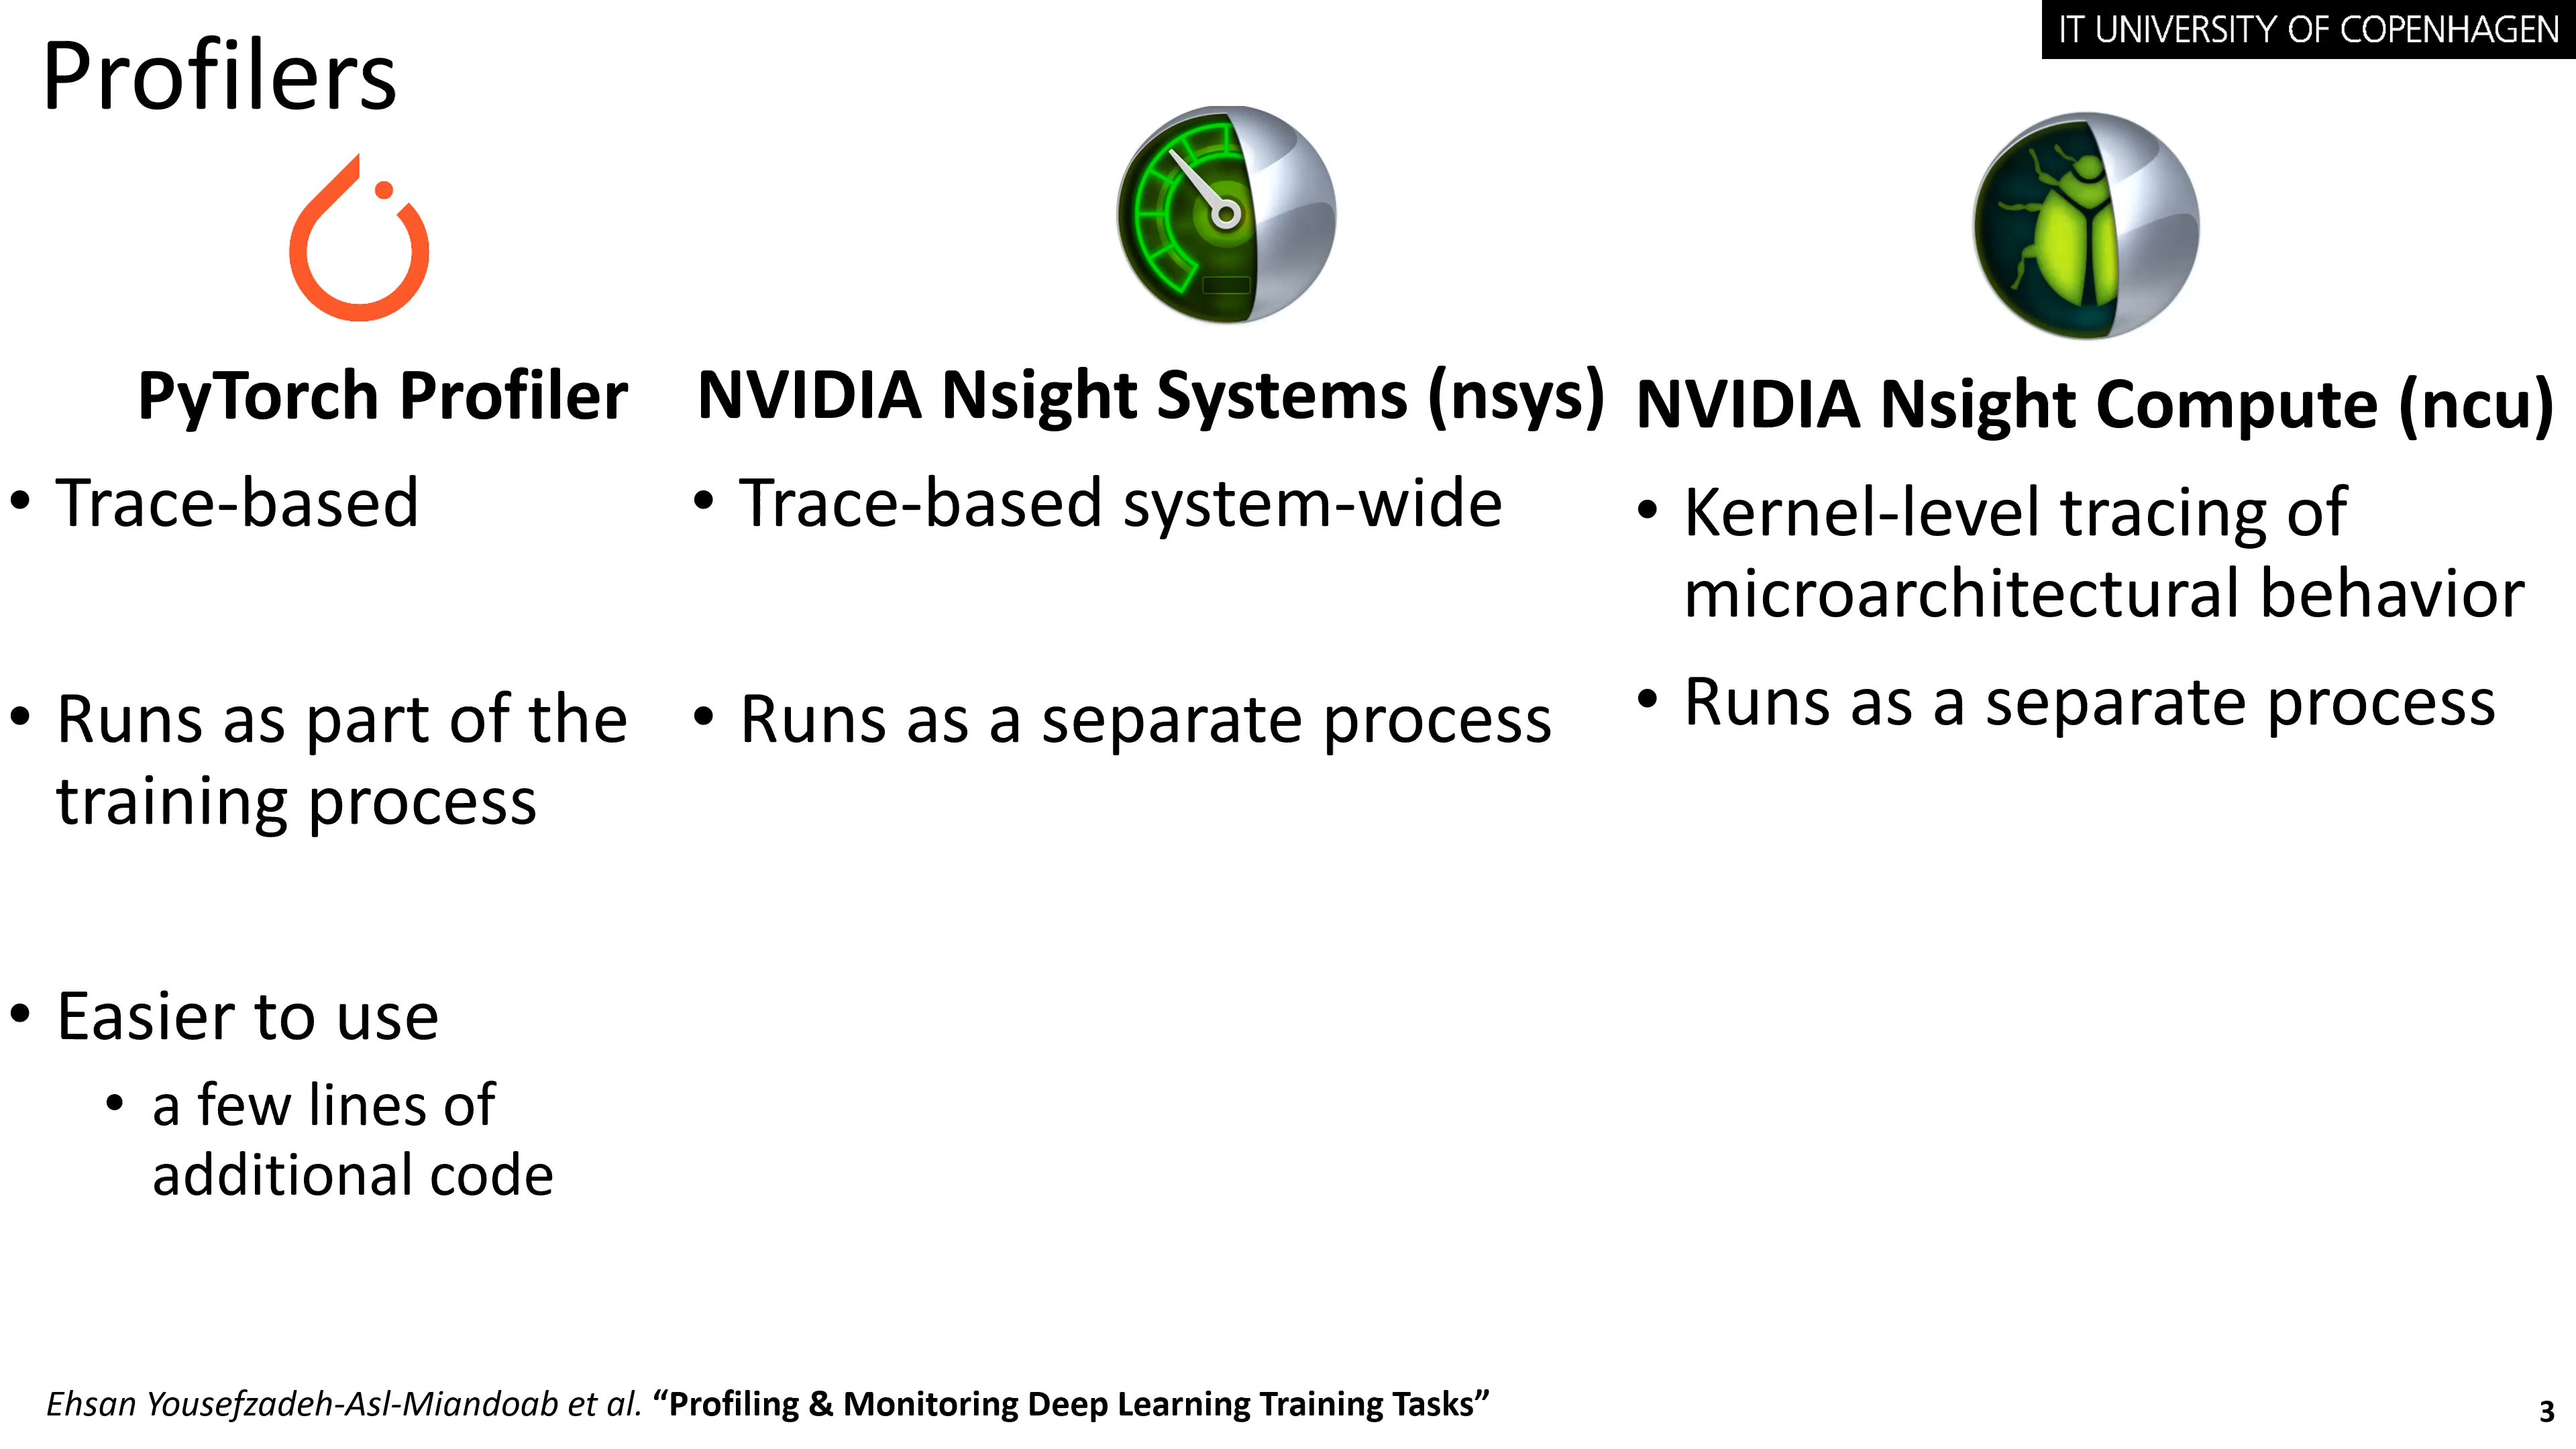 IT UNIVERSITY OF COPENHAGEN
Profilers
PyTorch Profiler
• Trace-based
• Runs as part of the
training process
• Easier to use
• a few lines of
additional code
NVIDIA Nsight Systems (nsys)
• Trace-based system-wide
• Runs as a separate process
NVIDIA Nsight Compute (ncu)
• Kernel-level tracing of
microarchitectural behavior
• Runs as a separate process
Ehsan Yousefzadeh-Asl-Miandoab et al. “Profiling & Monitoring Deep Learning Training Tasks”
3